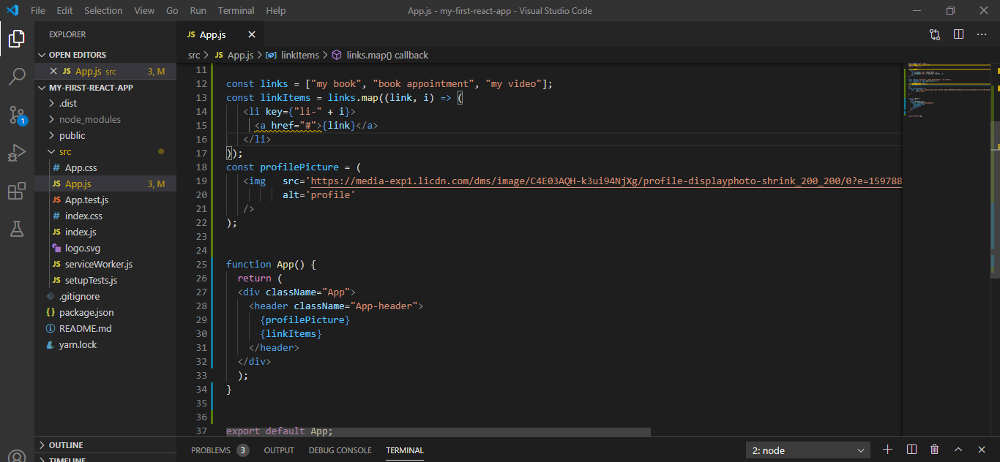 File Edit Selection View Go Run Terminal Help App.js - my-first-react-app - Visual Studio Code
EXPLORER
OPEN EDITORS
JS App.js src 3, M
MY-FIRST-REACT-APP
.dist
node_modules
public
src
# App.css
JS App.js 3, M
JS App.test.js
# index.css
JS index.js
logo.svg
JS serviceWorker.js
JS setupTests.js
.gitignore
{} package.json
README.md
yarn.lock
OUTLINE
TIMELINE
1
JS App.js
src > JS App.js > linkItems > links.map() callback
11
12 const links = ["my book", "book appointment", "my video"];
13 const linkItems = links.map((link, i) => (
14 <li key={"li-" + i}>
15 <a href="#">{link}</a>
16 </li>
17 ));
18 const profilePicture = (
19 <img src='https://media-exp1.licdn.com/dms/image/C4E03AQH-k3ui94NjXg/profile-displayphoto-shrink_200_200/0?e=159788
20 alt='profile'
21 />
22 );
23
24
25 function App() {
26 return (
27 <div className="App">
28 <header className="App-header">
29 {profilePicture}
30 {linkItems}
31 </header>
32 </div>
33 );
34 }
35
36
37 export default App;
PROBLEMS 3 OUTPUT DEBUG CONSOLE TERMINAL 2: node